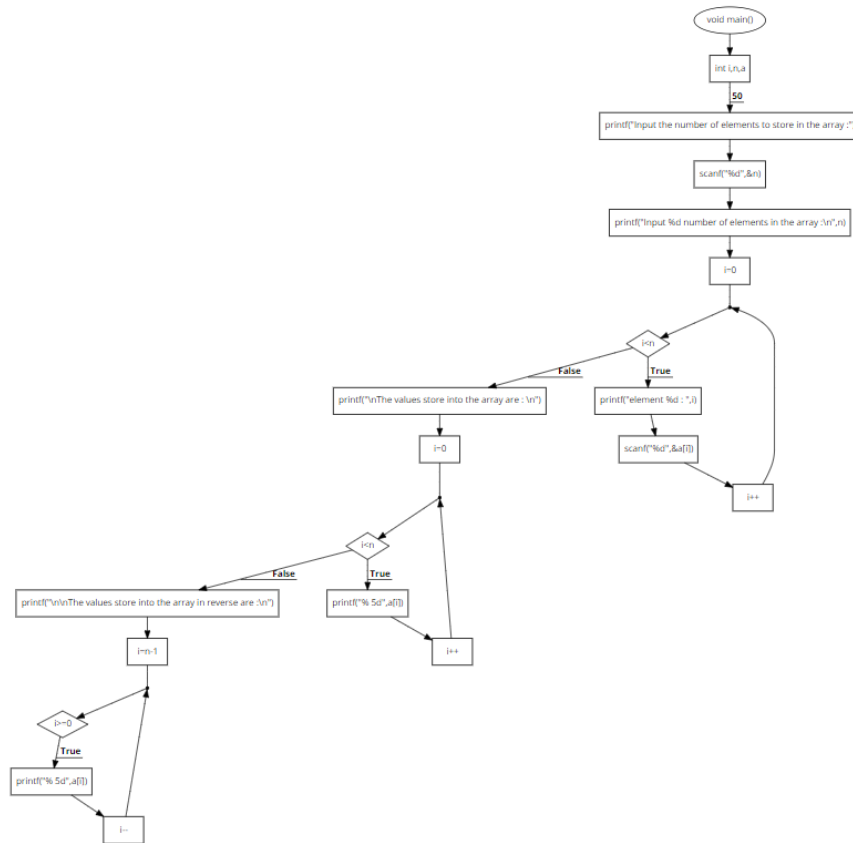 void main()
int i,n,a
50
printf("Input the number of elements to store in the array :"
scanf("%d",&n)
printf("Input %d number of elements in the array :\n",n)
i=0
i<n
False
True
printf("\nThe values store into the array are : \n")
printf("element %d : ",i)
i=0
scanf("%d",&a[i])
i++
i<n
False
True
printf("\n\nThe values store into the array in reverse are :\n")
printf("% 5d",a[i])
i=n-1
i++
i>=0
True
printf("% 5d",a[i])
i--